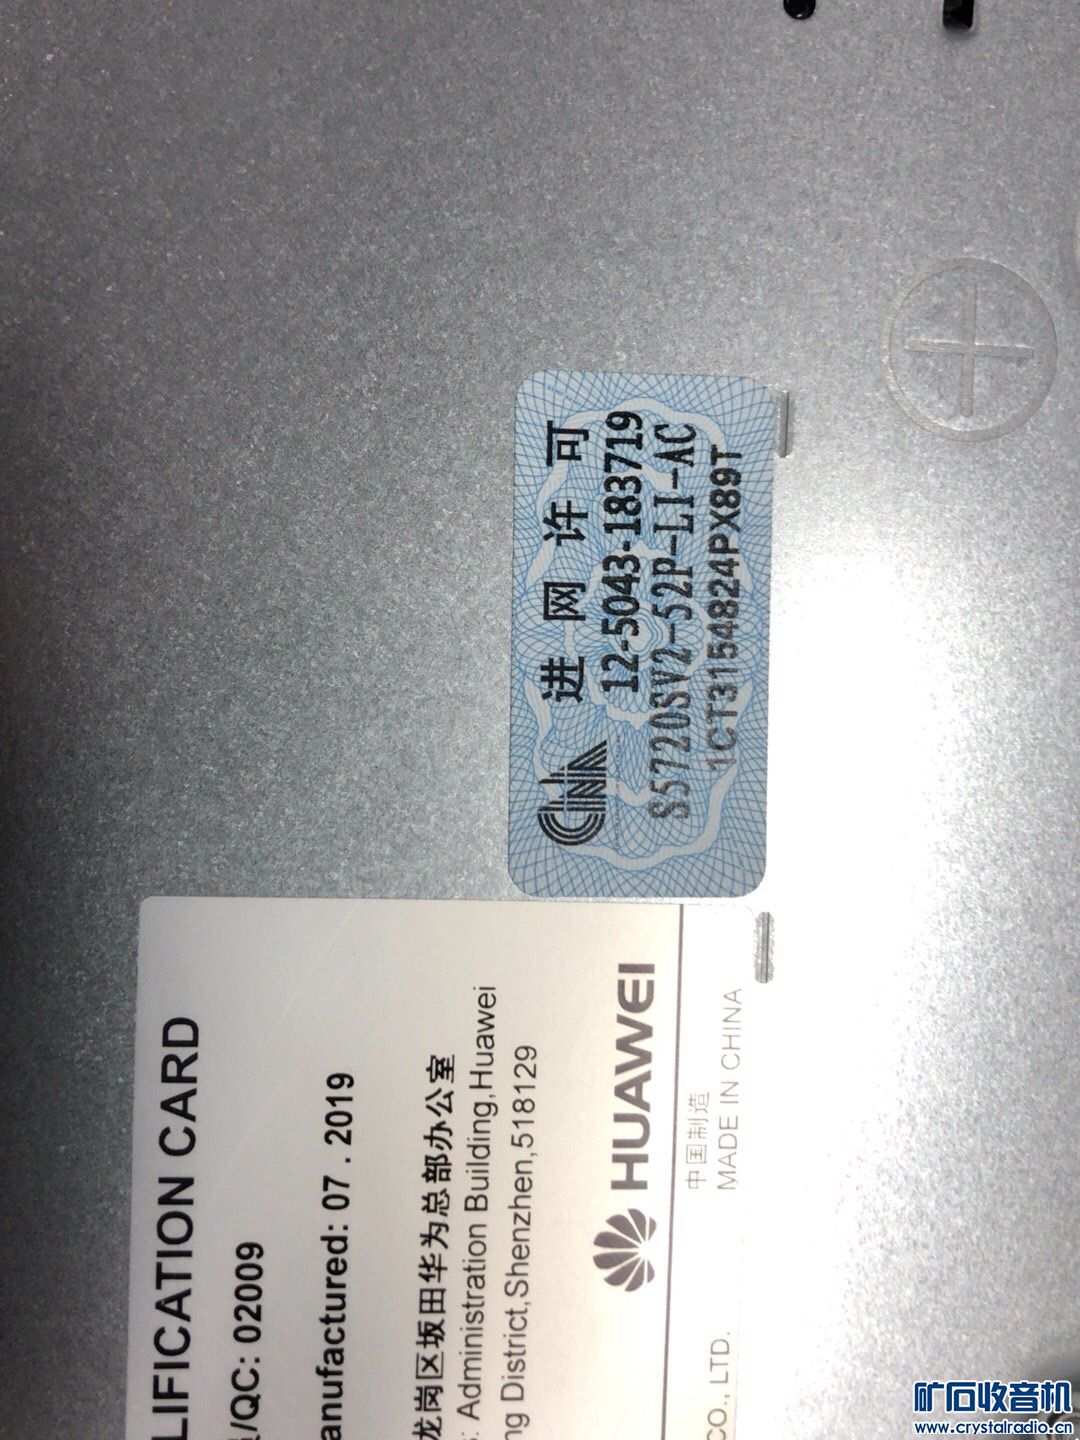 进网许可
12-5043-183719
S5720SV2-52P-LI-AC
1CT3154824PX89T
LIFICATION CARD
/QC: 02009
anufactured: 07 . 2019
龙岗区坂田华为总部办公室
: Administration Building,Huawei
ng District,Shenzhen,518129
HUAWEI
中国制造
MADE IN CHINA
CO., LTD.
矿石收音机
www.crystalradio.cn